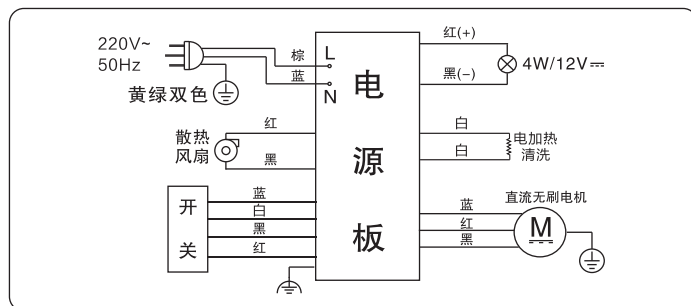 220V~
50Hz
黄绿双色
棕
蓝
L
N
电
源
板
红(+)
黑(−)
4W/12V⎓
散热
风扇
红
黑
白
白
电加热
清洗
开
关
蓝
白
黑
红
蓝
红
黑
直流无刷电机
M